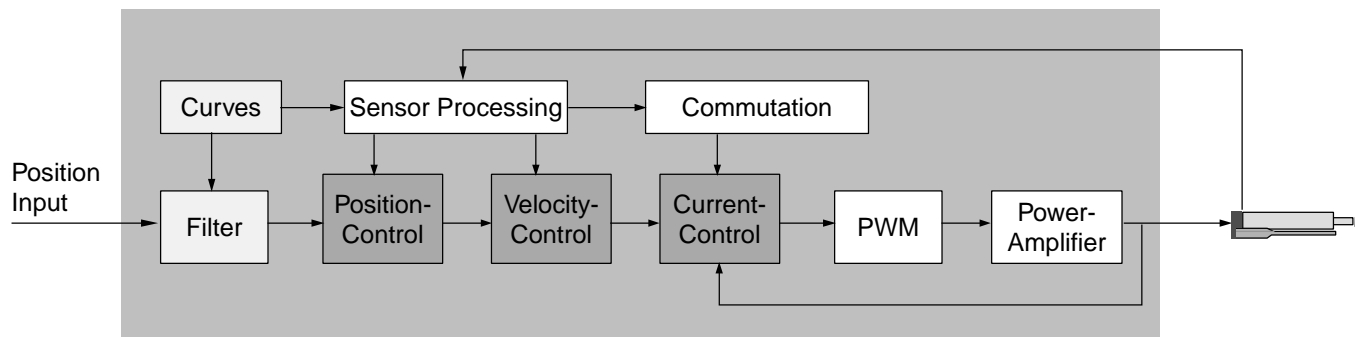 Curves
Sensor Processing
Commutation
Position
Input
Filter
Position-
Control
Velocity-
Control
Current-
Control
PWM
Power-
Amplifier